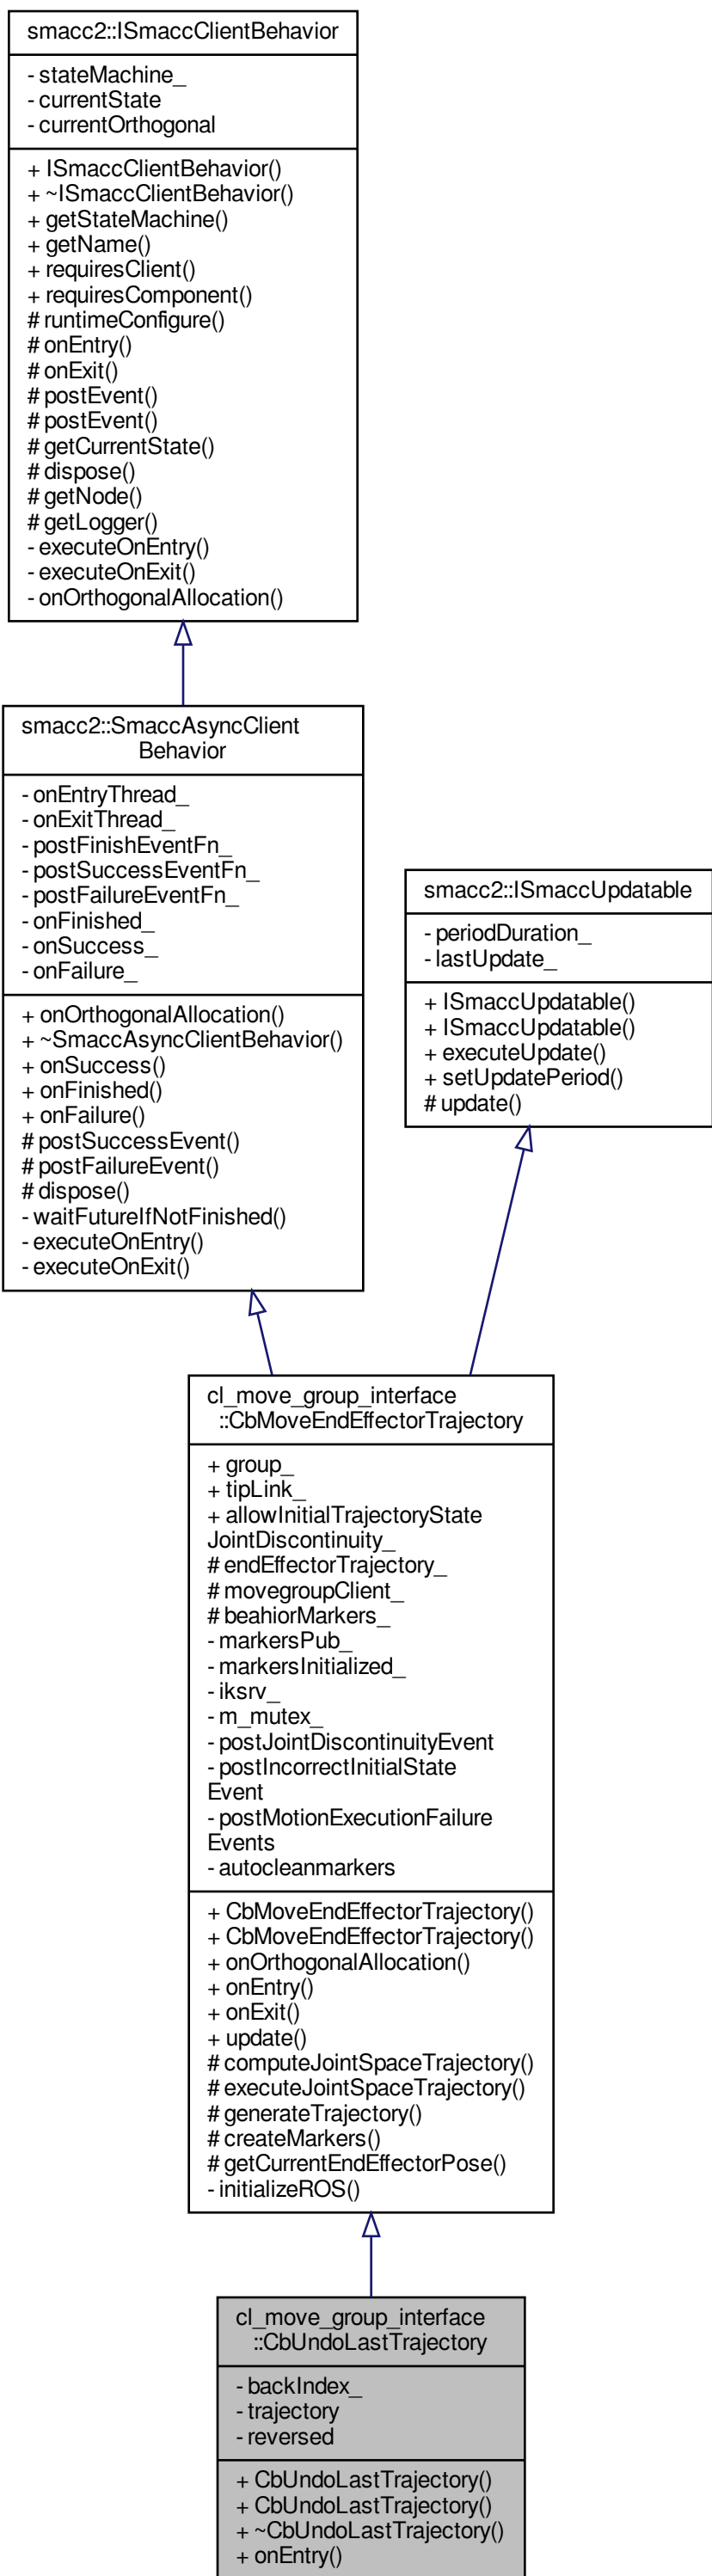 smacc2::ISmaccClientBehavior
- stateMachine_
- currentState
- currentOrthogonal
+ ISmaccClientBehavior()
+ ~ISmaccClientBehavior()
+ getStateMachine()
+ getName()
+ requiresClient()
+ requiresComponent()
# runtimeConfigure()
# onEntry()
# onExit()
# postEvent()
# postEvent()
# getCurrentState()
# dispose()
# getNode()
# getLogger()
- executeOnEntry()
- executeOnExit()
- onOrthogonalAllocation()
smacc2::SmaccAsyncClient
Behavior
- onEntryThread_
- onExitThread_
- postFinishEventFn_
- postSuccessEventFn_
- postFailureEventFn_
- onFinished_
- onSuccess_
- onFailure_
+ onOrthogonalAllocation()
+ ~SmaccAsyncClientBehavior()
+ onSuccess()
+ onFinished()
+ onFailure()
# postSuccessEvent()
# postFailureEvent()
# dispose()
- waitFutureIfNotFinished()
- executeOnEntry()
- executeOnExit()
smacc2::ISmaccUpdatable
- periodDuration_
- lastUpdate_
+ ISmaccUpdatable()
+ ISmaccUpdatable()
+ executeUpdate()
+ setUpdatePeriod()
# update()
cl_move_group_interface
::CbMoveEndEffectorTrajectory
+ group_
+ tipLink_
+ allowInitialTrajectoryState
JointDiscontinuity_
# endEffectorTrajectory_
# movegroupClient_
# beahiorMarkers_
- markersPub_
- markersInitialized_
- iksrv_
- m_mutex_
- postJointDiscontinuityEvent
- postIncorrectInitialState
Event
- postMotionExecutionFailure
Events
- autocleanmarkers
+ CbMoveEndEffectorTrajectory()
+ CbMoveEndEffectorTrajectory()
+ onOrthogonalAllocation()
+ onEntry()
+ onExit()
+ update()
# computeJointSpaceTrajectory()
# executeJointSpaceTrajectory()
# generateTrajectory()
# createMarkers()
# getCurrentEndEffectorPose()
- initializeROS()
cl_move_group_interface
::CbUndoLastTrajectory
- backIndex_
- trajectory
- reversed
+ CbUndoLastTrajectory()
+ CbUndoLastTrajectory()
+ ~CbUndoLastTrajectory()
+ onEntry()